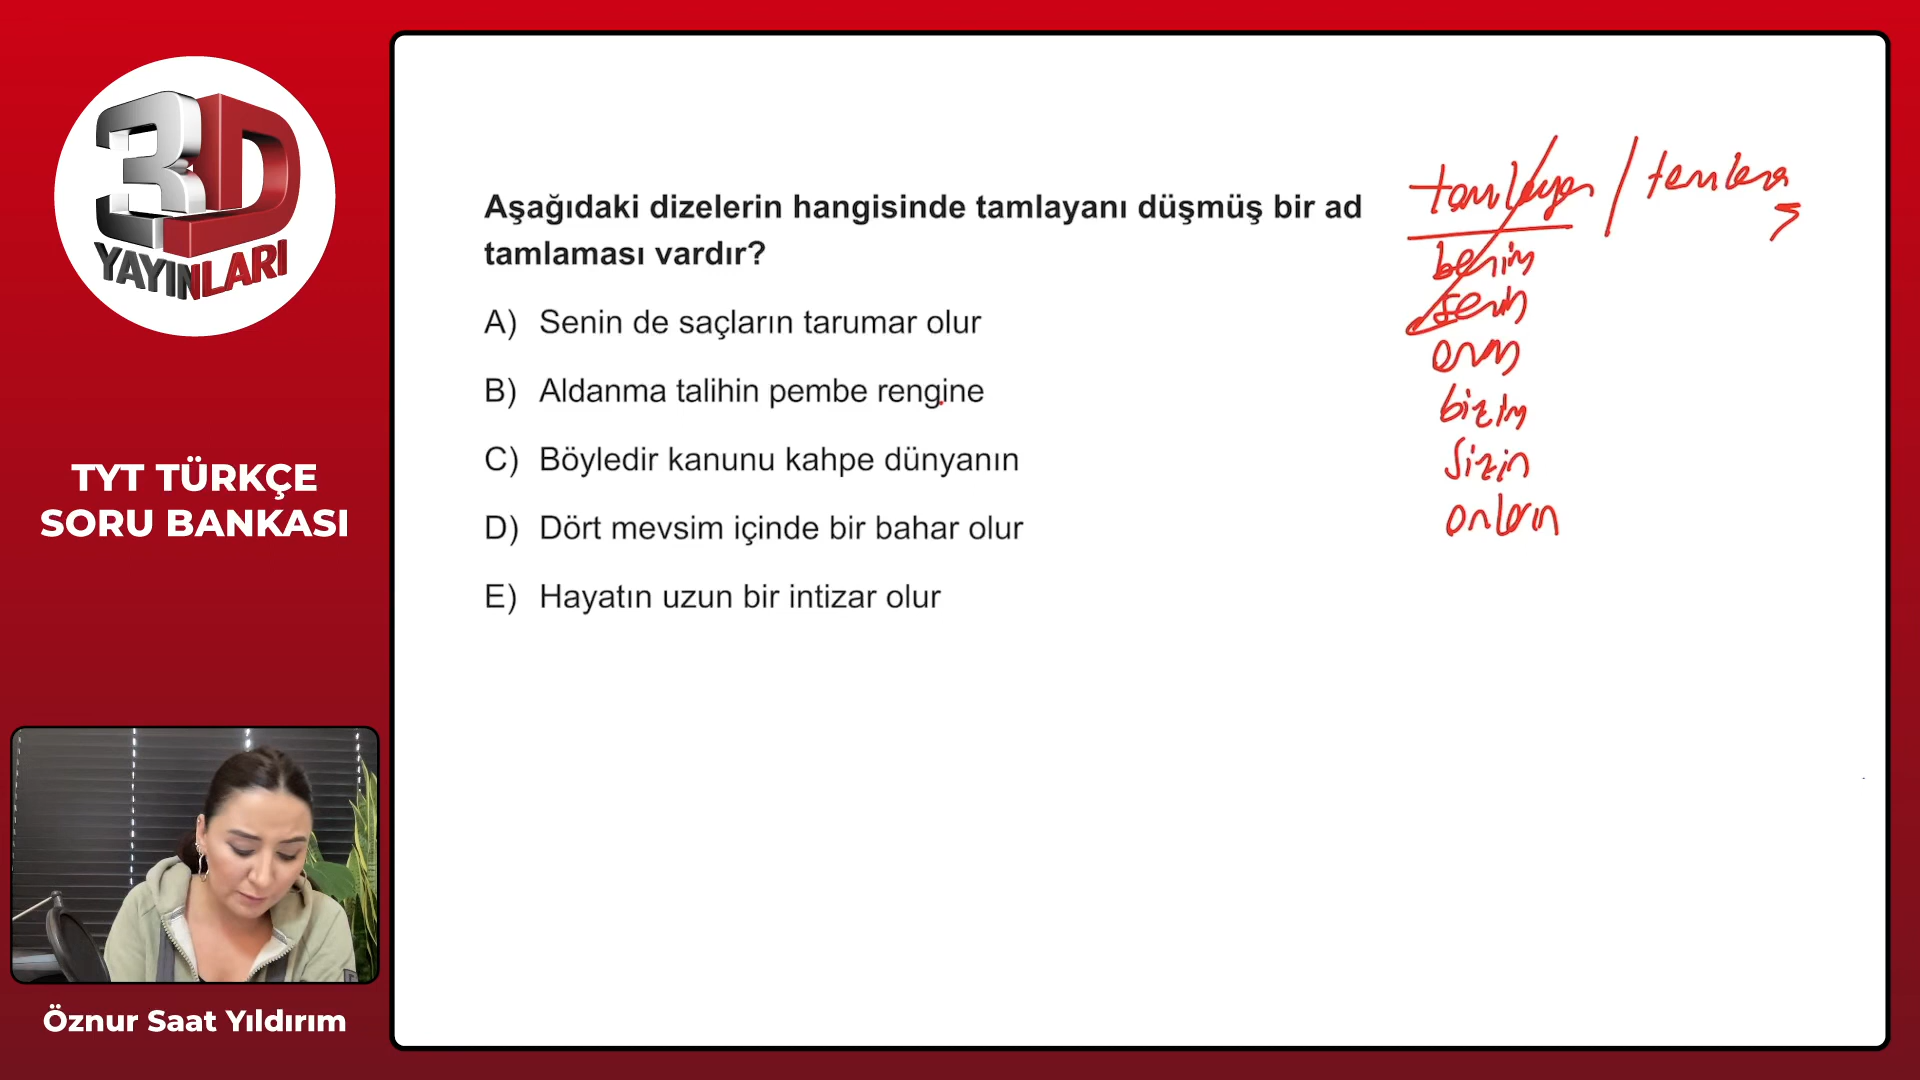 3D
YAYINLARI
TYT TÜRKÇE
SORU BANKASI
Öznur Saat Yıldırım
Aşağıdaki dizelerin hangisinde tamlayanı düşmüş bir ad
tamlaması vardır?
A) Senin de saçların tarumar olur
B) Aldanma talihin pembe rengine
C) Böyledir kanunu kahpe dünyanın
D) Dört mevsim içinde bir bahar olur
E) Hayatın uzun bir intizar olur
tamlayan / tamlana
benim
senin
onun
bizim
sizin
onların